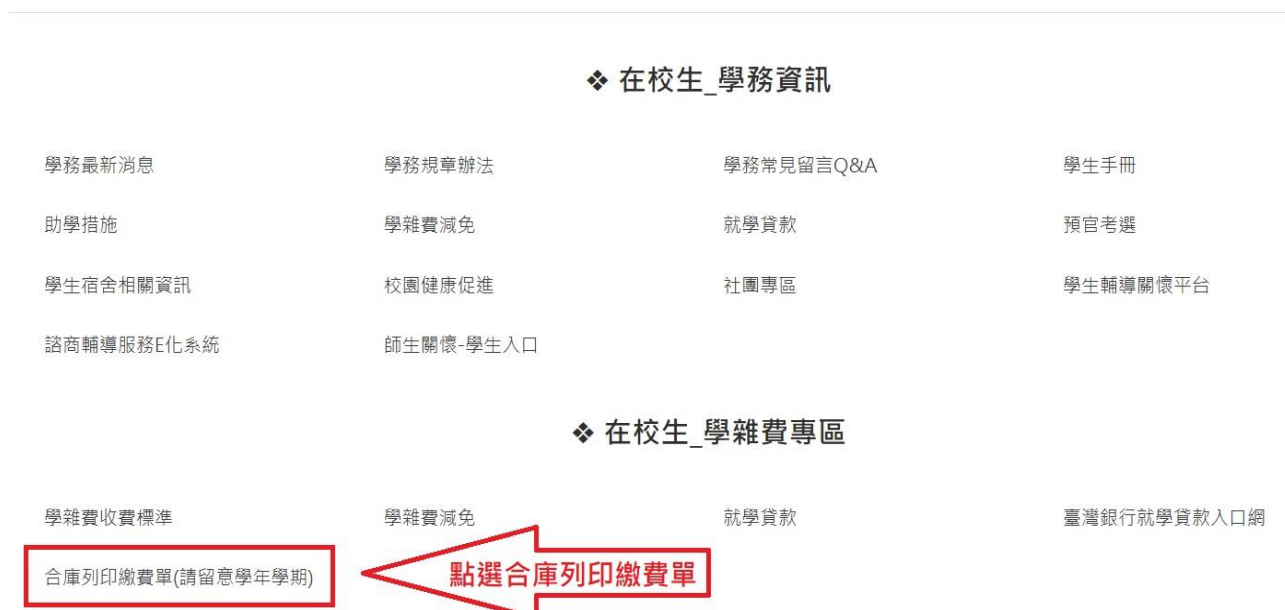 ❖ 在校生_學務資訊
學務最新消息 學務規章辦法 學務常見留言Q&A 學生手冊
助學措施 學雜費減免 就學貸款 預官考選
學生宿舍相關資訊 校園健康促進 社團專區 學生輔導關懷平台
諮商輔導服務E化系統 師生關懷-學生入口
❖ 在校生_學雜費專區
學雜費收費標準 學雜費減免 就學貸款 臺灣銀行就學貸款入口網
合庫列印繳費單(請留意學年學期) 點選合庫列印繳費單